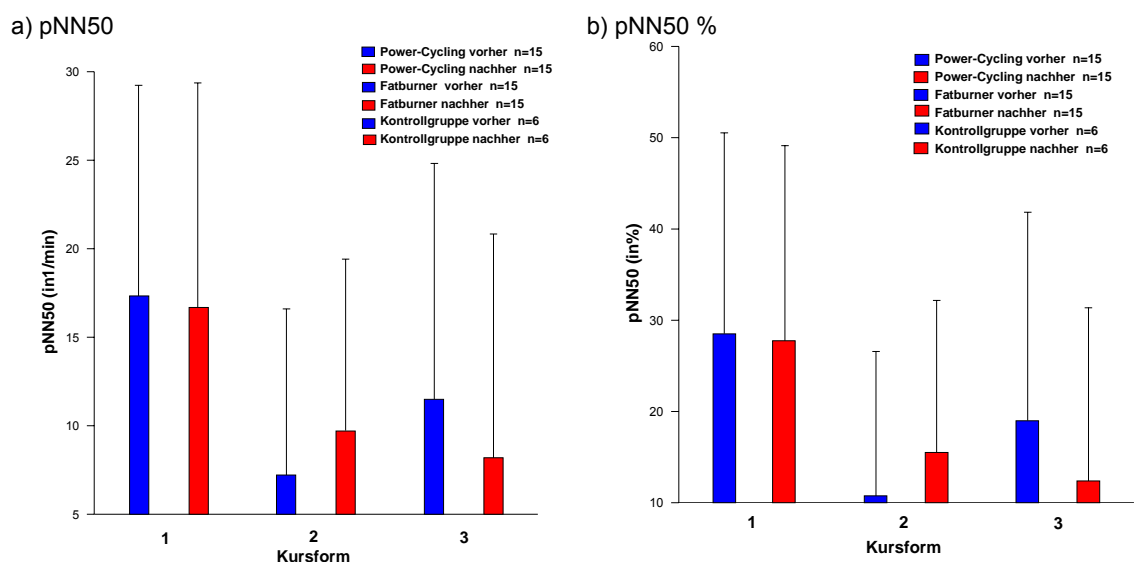 a) pNN50
Power-Cycling vorher n=15
Power-Cycling nachher n=15
Fatburner vorher n=15
Fatburner nachher n=15
Kontrollgruppe vorher n=6
Kontrollgruppe nachher n=6
pNN50 (in1/min)
30
25
20
15
10
5
1 2 3
Kursform
b) pNN50 %
Power-Cycling vorher n=15
Power-Cycling nachher n=15
Fatburner vorher n=15
Fatburner nachher n=15
Kontrollgruppe vorher n=6
Kontrollgruppe nachher n=6
pNN50 (in%)
60
50
40
30
20
10
1 2 3
Kursform